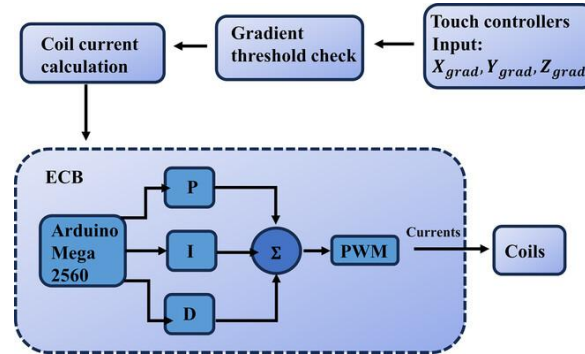 Coil current
calculation
Gradient
threshold check
Touch controllers
Input:
X_grad, Y_grad, Z_grad
ECB
Arduino
Mega
2560
P
I
D
Σ
PWM
Currents
Coils